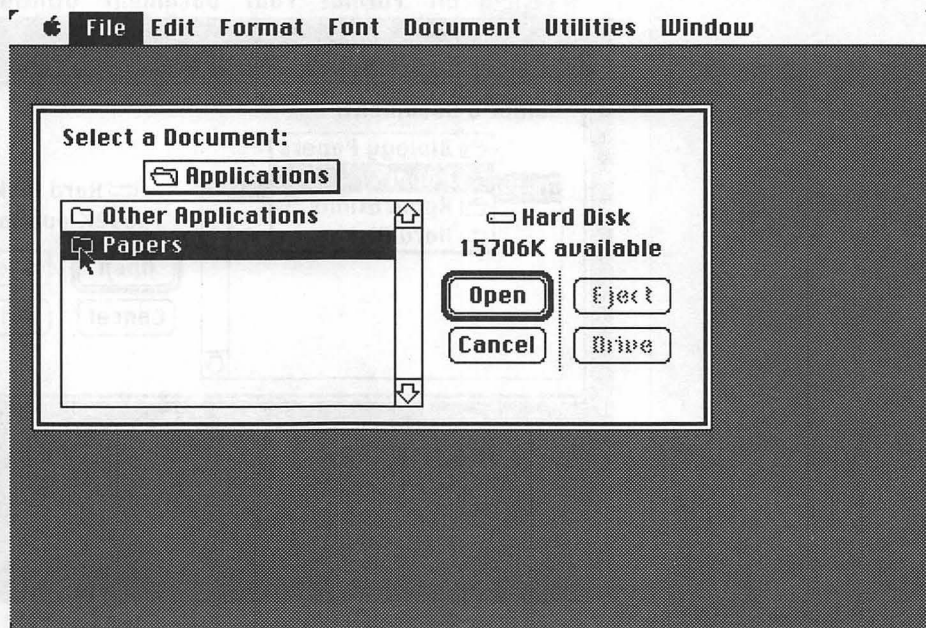 File Edit Format Font Document Utilities Window
Select a Document:
Applications
Other Applications
Papers
Hard Disk
15706K available
Open
Eject
Cancel
Drive